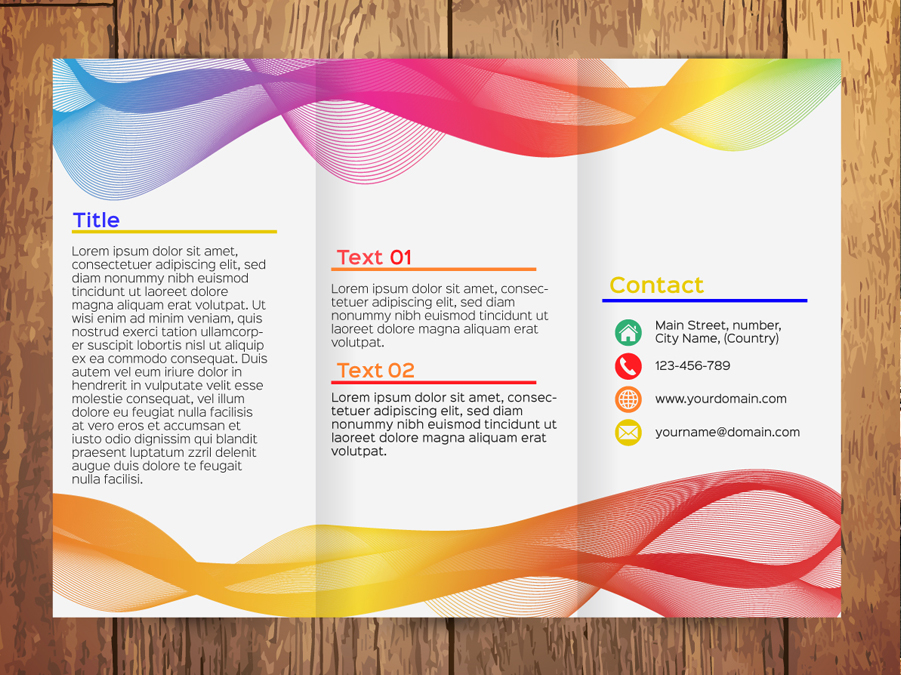 Title
Lorem ipsum dolor sit amet,
consectetuer adipiscing elit, sed
diam nonummy nibh euismod
tincidunt ut laoreet dolore
magna aliquam erat volutpat. Ut
wisi enim ad minim veniam, quis
nostrud exerci tation ullamcorp-
er suscipit lobortis nisl ut aliquip
ex ea commodo consequat. Duis
autem vel eum iriure dolor in
hendrerit in vulputate velit esse
molestie consequat, vel illum
dolore eu feugiat nulla facilisis
at vero eros et accumsan et
iusto odio dignissim qui blandit
praesent luptatum zzril delenit
augue duis dolore te feugait
nulla facilisi.
Text 01
Lorem ipsum dolor sit amet, consec-
tetuer adipiscing elit, sed diam
nonummy nibh euismod tincidunt ut
laoreet dolore magna aliquam erat
volutpat.
Text 02
Lorem ipsum dolor sit amet, consec-
tetuer adipiscing elit, sed diam
nonummy nibh euismod tincidunt ut
laoreet dolore magna aliquam erat
volutpat.
Contact
Main Street, number,
City Name, (Country)
123-456-789
www.yourdomain.com
yourname@domain.com